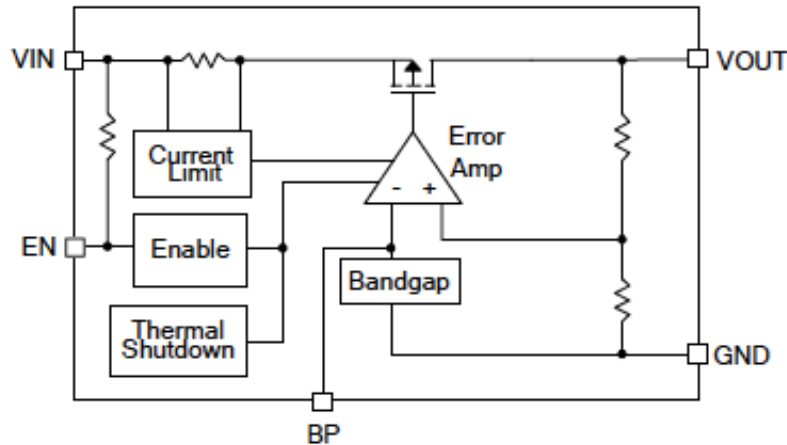 VIN
VOUT
Current
Limit
Error
Amp
- +
EN
Enable
Bandgap
Thermal
Shutdown
GND
BP